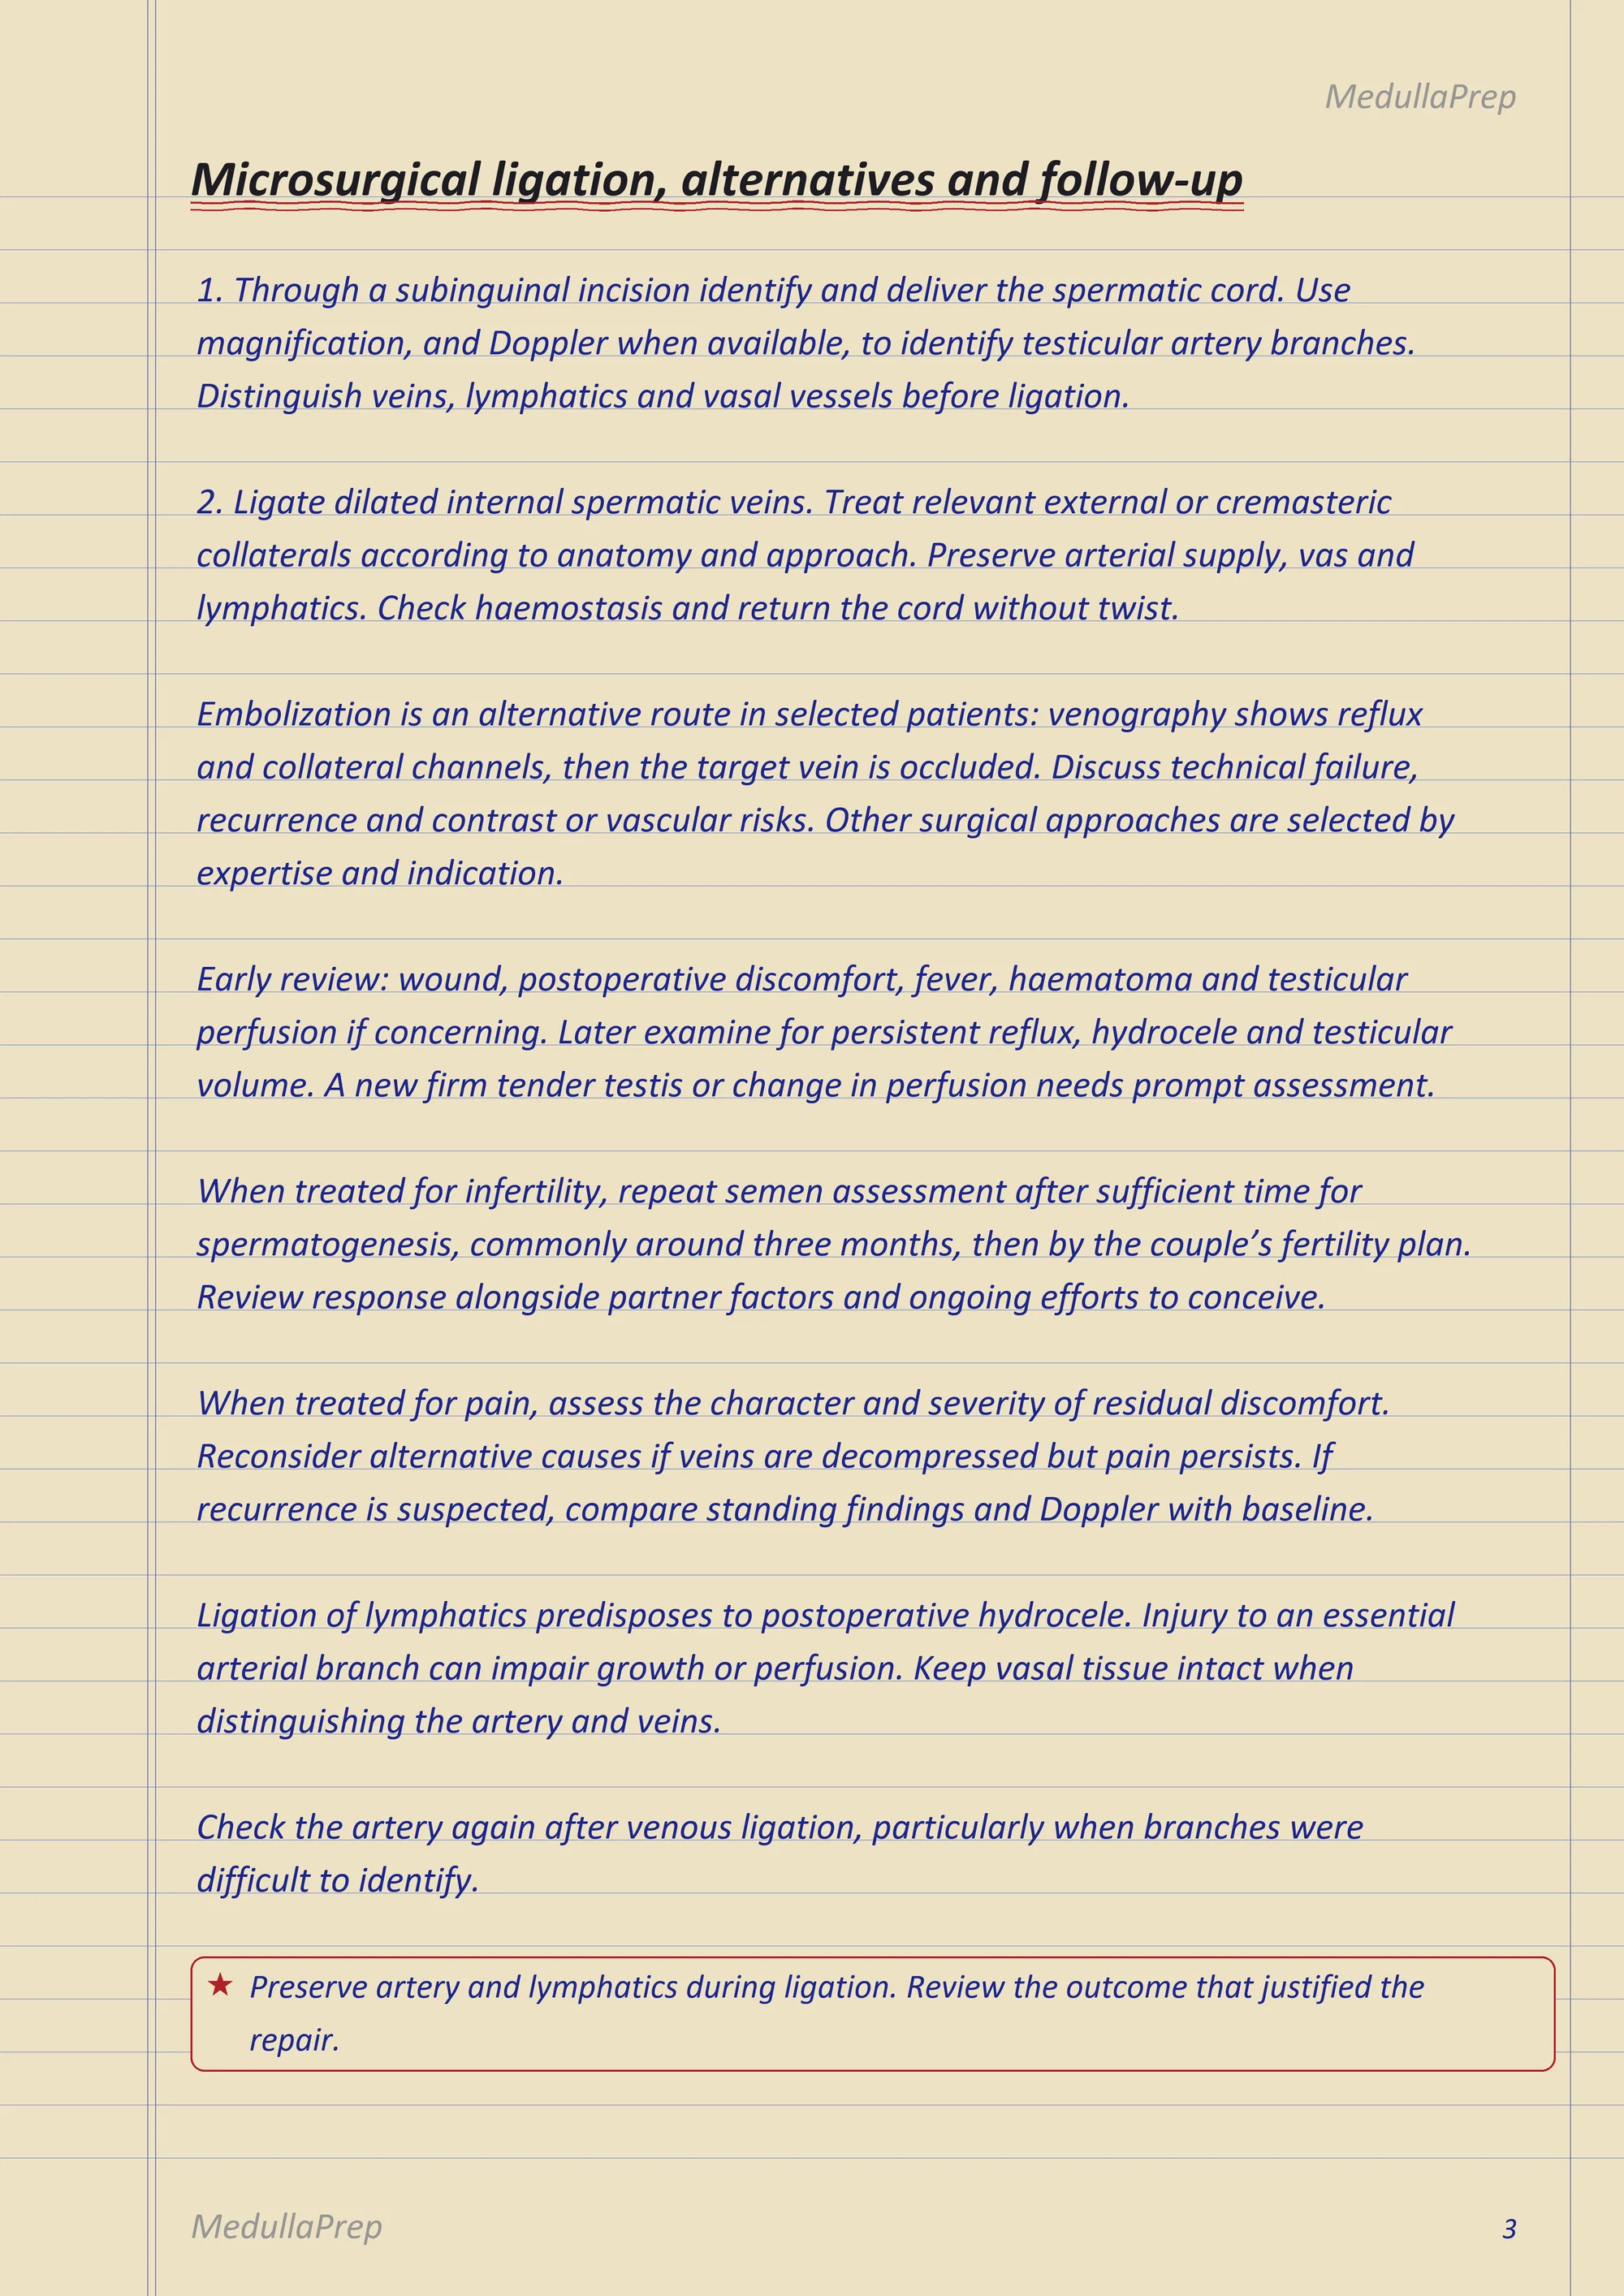 MedullaPrep
Microsurgical ligation, alternatives and follow-up
1. Through a subinguinal incision identify and deliver the spermatic cord. Use
magnification, and Doppler when available, to identify testicular artery branches.
Distinguish veins, lymphatics and vasal vessels before ligation.
2. Ligate dilated internal spermatic veins. Treat relevant external or cremasteric
collaterals according to anatomy and approach. Preserve arterial supply, vas and
lymphatics. Check haemostasis and return the cord without twist.
Embolization is an alternative route in selected patients: venography shows reflux
and collateral channels, then the target vein is occluded. Discuss technical failure,
recurrence and contrast or vascular risks. Other surgical approaches are selected by
expertise and indication.
Early review: wound, postoperative discomfort, fever, haematoma and testicular
perfusion if concerning. Later examine for persistent reflux, hydrocele and testicular
volume. A new firm tender testis or change in perfusion needs prompt assessment.
When treated for infertility, repeat semen assessment after sufficient time for
spermatogenesis, commonly around three months, then by the couple’s fertility plan.
Review response alongside partner factors and ongoing efforts to conceive.
When treated for pain, assess the character and severity of residual discomfort.
Reconsider alternative causes if veins are decompressed but pain persists. If
recurrence is suspected, compare standing findings and Doppler with baseline.
Ligation of lymphatics predisposes to postoperative hydrocele. Injury to an essential
arterial branch can impair growth or perfusion. Keep vasal tissue intact when
distinguishing the artery and veins.
Check the artery again after venous ligation, particularly when branches were
difficult to identify.
★ Preserve artery and lymphatics during ligation. Review the outcome that justified the
repair.
MedullaPrep
3